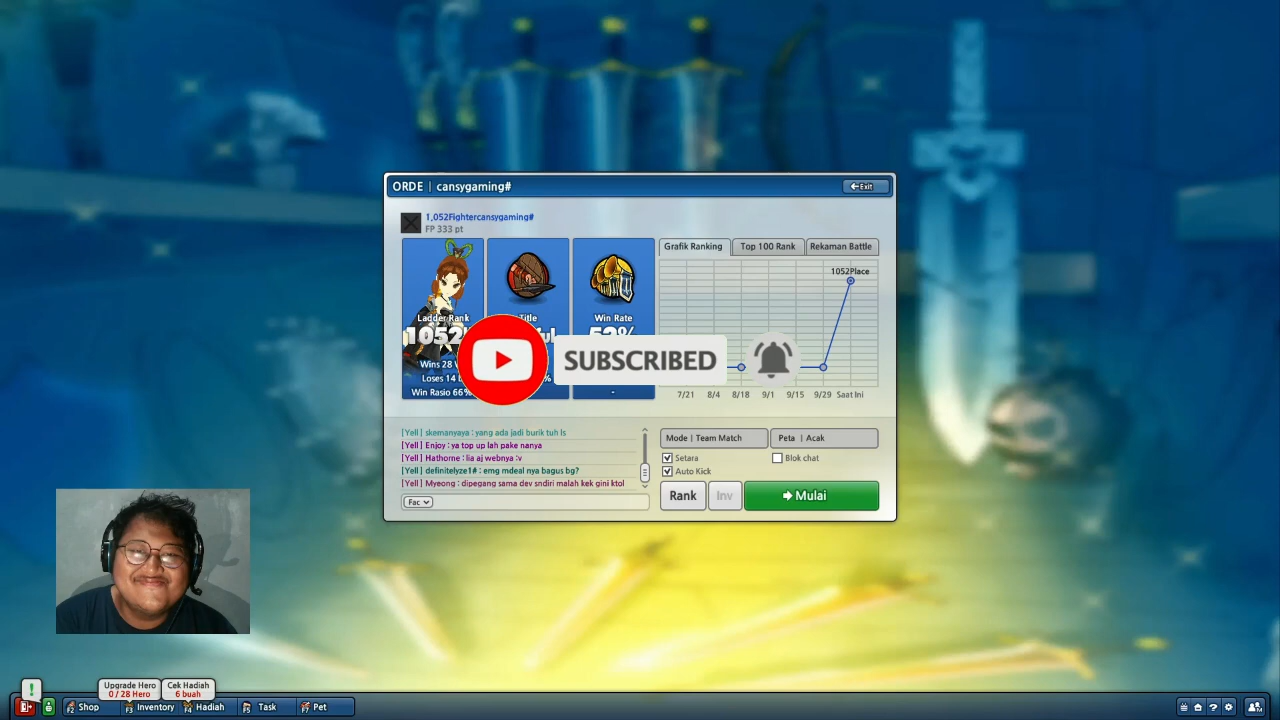 ORDE | cansygaming#
Exit
1,052Fightercansygaming#
FP 333 pt
Grafik Ranking
Top 100 Rank
Rekaman Battle
Ladder Rank
1052
Wins 28
Loses 14
Win Rasio 66%
Title
Win Rate
-
1052Place
7/21 8/4 8/18 9/1 9/15 9/29 Saat Ini
SUBSCRIBED
[Yell] skemanyaya : yang ada jadi burik tuh ls
[Yell] Enjoy : ya top up lah pake nanya
[Yell] Hathorne : lia aj webnya :v
[Yell] definitelyze1# : emg mdeal nya bagus bg?
[Yell] Myeong : dipegang sama dev sndiri malah kek gini ktol
Fac
Mode | Team Match
Peta | Acak
Setara
Blok chat
Auto Kick
Rank
Inv
Mulai
Upgrade Hero
0 / 28 Hero
Cek Hadiah
6 buah
F2 Shop
F3 Inventory
F4 Hadiah
F5 Task
Pet